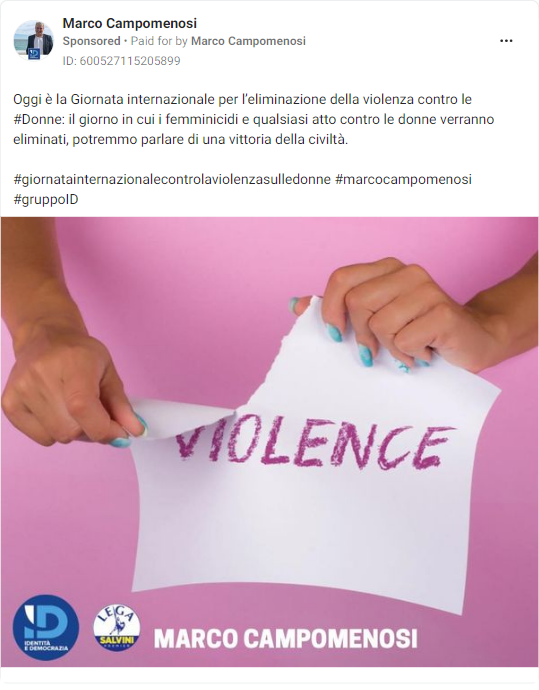 Marco Campomenosi
Sponsored • Paid for by Marco Campomenosi
ID: 600527115205899
Oggi è la Giornata internazionale per l'eliminazione della violenza contro le
#Donne: il giorno in cui i femminicidi e qualsiasi atto contro le donne verranno
eliminati, potremmo parlare di una vittoria della civiltà.
#giornatainternazionalecontrolaviolenzasulledonne #marcocampomenosi
#gruppoID
VIOLENCE
ID
IDENTITÀ
E DEMOCRAZIA
LEGA
SALVINI
PREMIER
MARCO CAMPOMENOSI